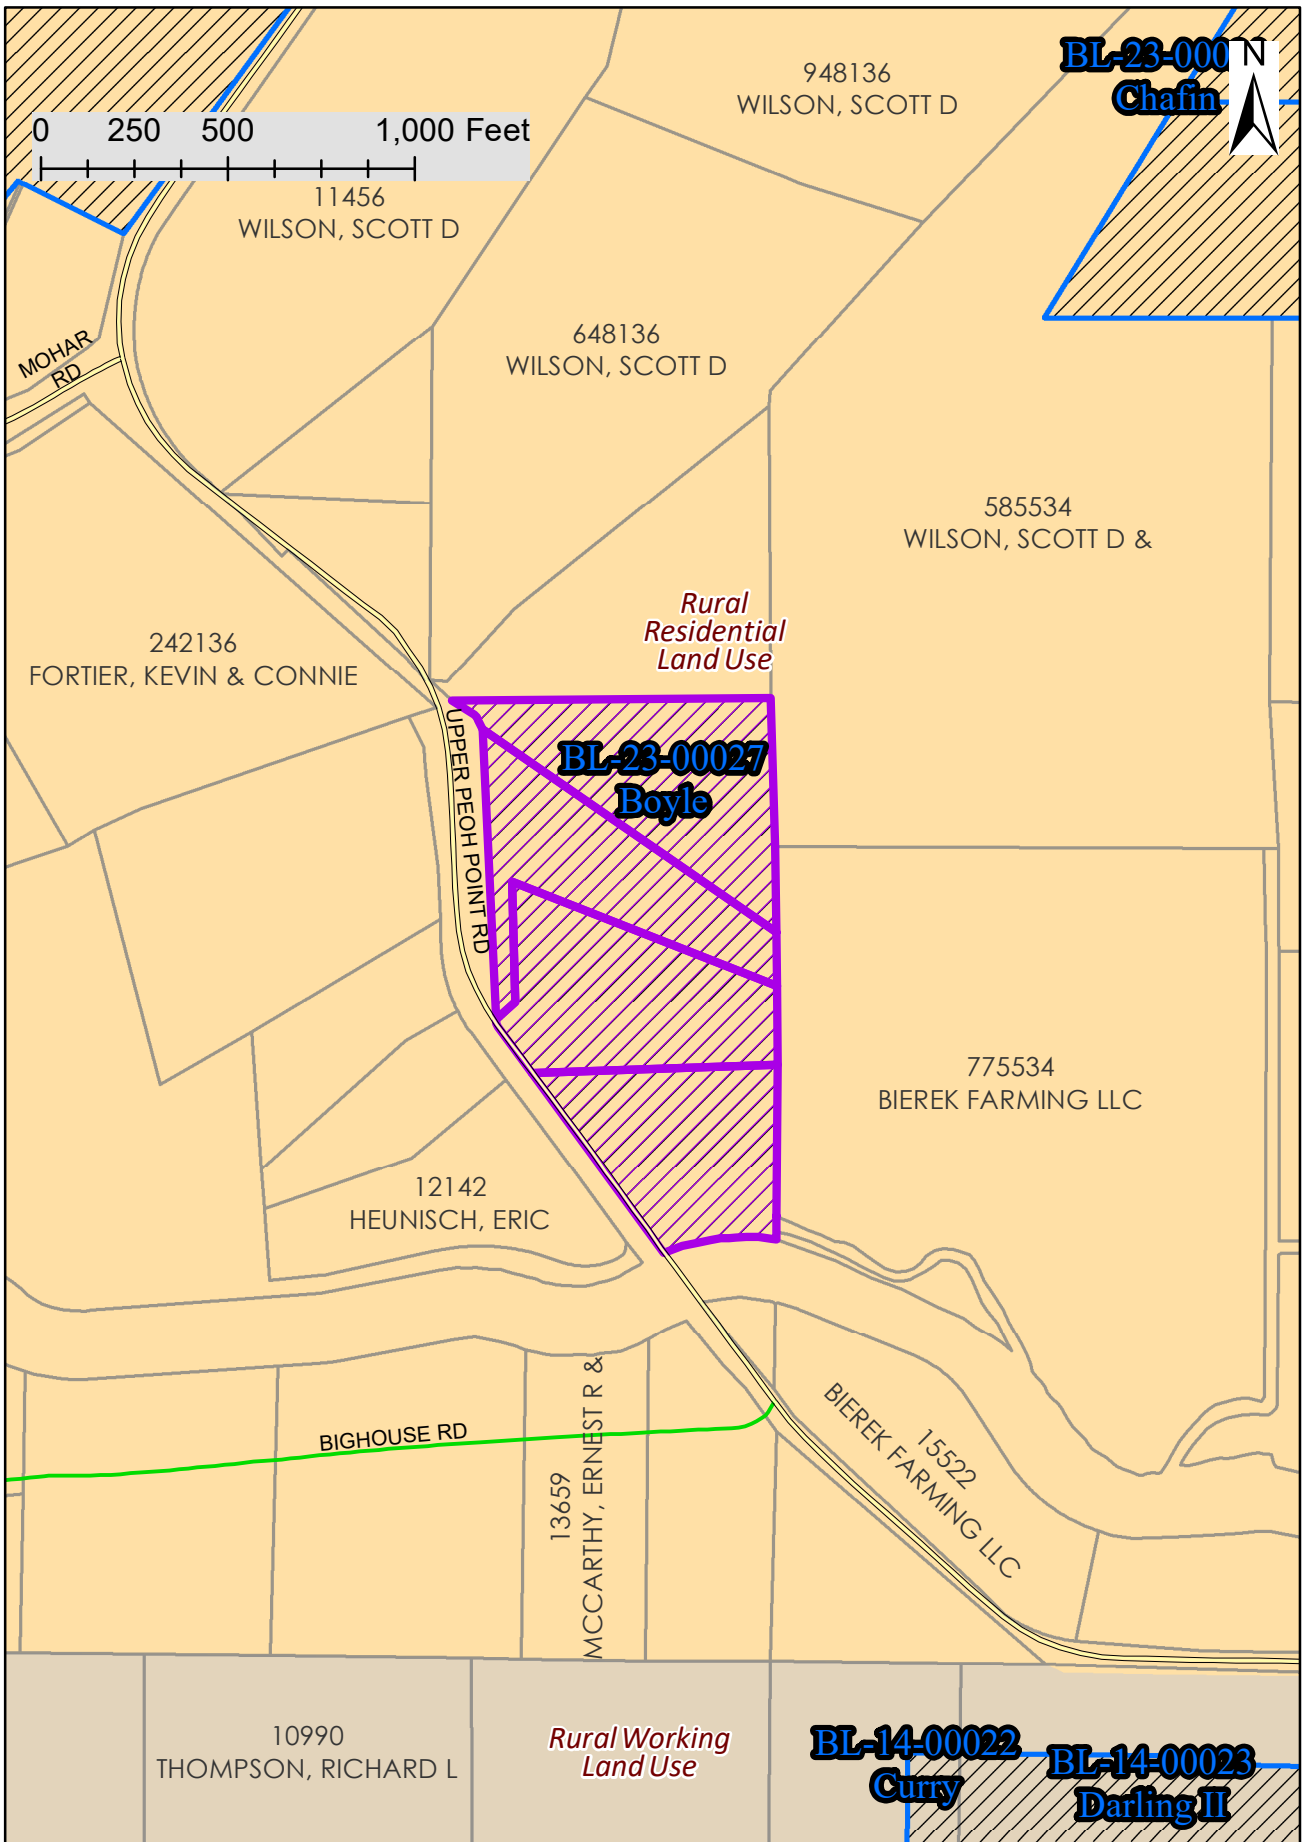 948136
WILSON, SCOTT D
BL-23-000
Chafin
N
0 250 500 1,000 Feet
11456
WILSON, SCOTT D
MOHAR
RD
648136
WILSON, SCOTT D
585534
WILSON, SCOTT D &
Rural
Residential
Land Use
242136
FORTIER, KEVIN & CONNIE
UPPER PEOH POINT RD
BL-23-00027
Boyle
775534
BIEREK FARMING LLC
12142
HEUNISCH, ERIC
BIGHOUSE RD
13659
MCCARTHY, ERNEST R &
15522
BIEREK FARMING LLC
10990
THOMPSON, RICHARD L
Rural Working
Land Use
BL-14-00022
Curry
BL-14-00023
Darling II